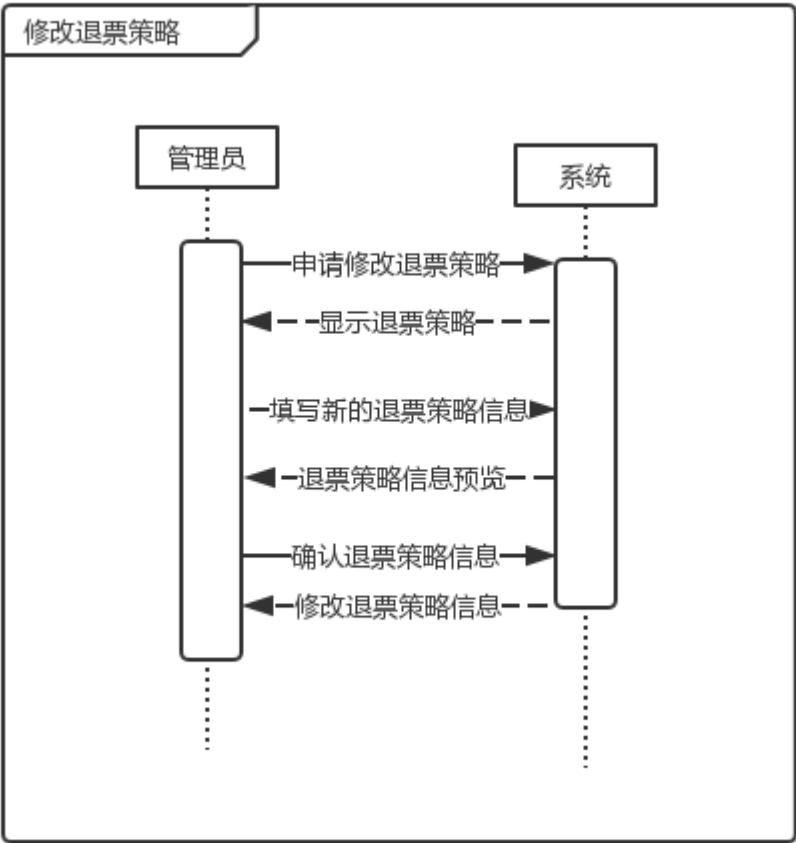 修改退票策略
管理员
系统
申请修改退票策略
显示退票策略
填写新的退票策略信息
退票策略信息预览
确认退票策略信息
修改退票策略信息